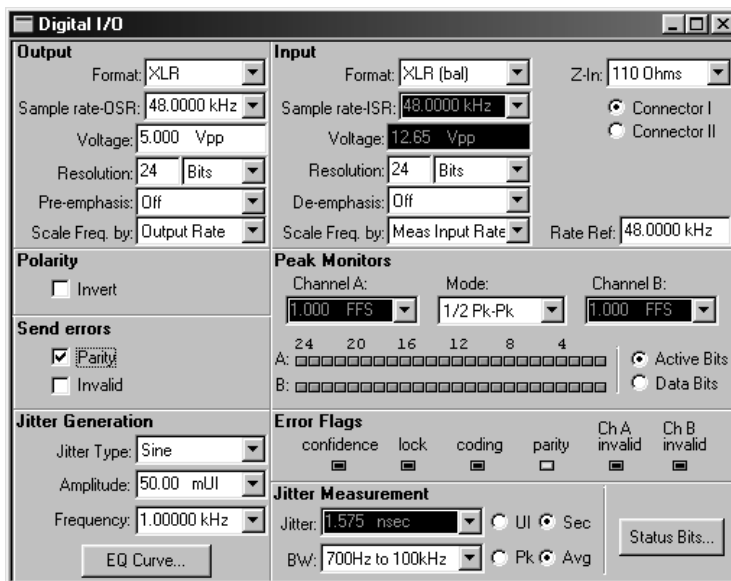 Digital I/O
Output
Format: XLR
Sample rate-OSR: 48.0000 kHz
Voltage: 5.000 Vpp
Resolution: 24 Bits
Pre-emphasis: Off
Scale Freq. by: Output Rate
Input
Format: XLR (bal)
Z-In: 110 Ohms
Sample rate-ISR: 48.0000 kHz
Connector I
Voltage: 12.65 Vpp
Connector II
Resolution: 24 Bits
De-emphasis: Off
Scale Freq. by: Meas Input Rate
Rate Ref: 48.0000 kHz
Polarity
Invert
Send errors
Parity
Invalid
Peak Monitors
Channel A: Mode: Channel B:
1.000 FFS 1/2 Pk-Pk 1.000 FFS
24 20 16 12 8 4
A:
Active Bits
B:
Data Bits
Jitter Generation
Jitter Type: Sine
Amplitude: 50.00 mUI
Frequency: 1.00000 kHz
EQ Curve...
Error Flags
confidence lock coding parity Ch A invalid Ch B invalid
Jitter Measurement
Jitter: 1.575 nsec UI Sec
BW: 700Hz to 100kHz Pk Avg
Status Bits...